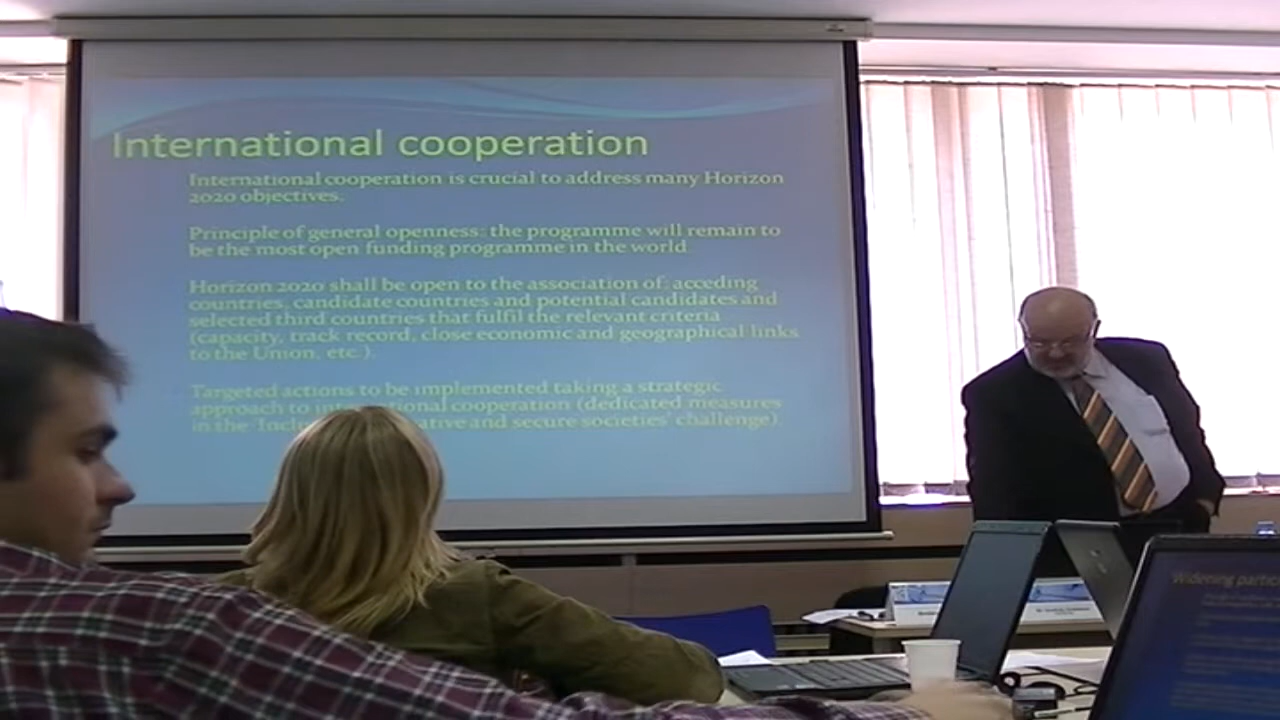 International cooperation
International cooperation is crucial to address many Horizon
2020 objectives.
Principle of general openness: the programme will remain to
be the most open funding programme in the world
Horizon 2020 shall be open to the association of: acceding
countries, candidate countries and potential candidates and
selected third countries that fulfil the relevant criteria
(capacity, track record, close economic and geographical links
to the Union, etc.).
Targeted actions to be implemented taking a strategic
approach to cooperation (dedicated measures
in the and secure societies' challenge).
Widening